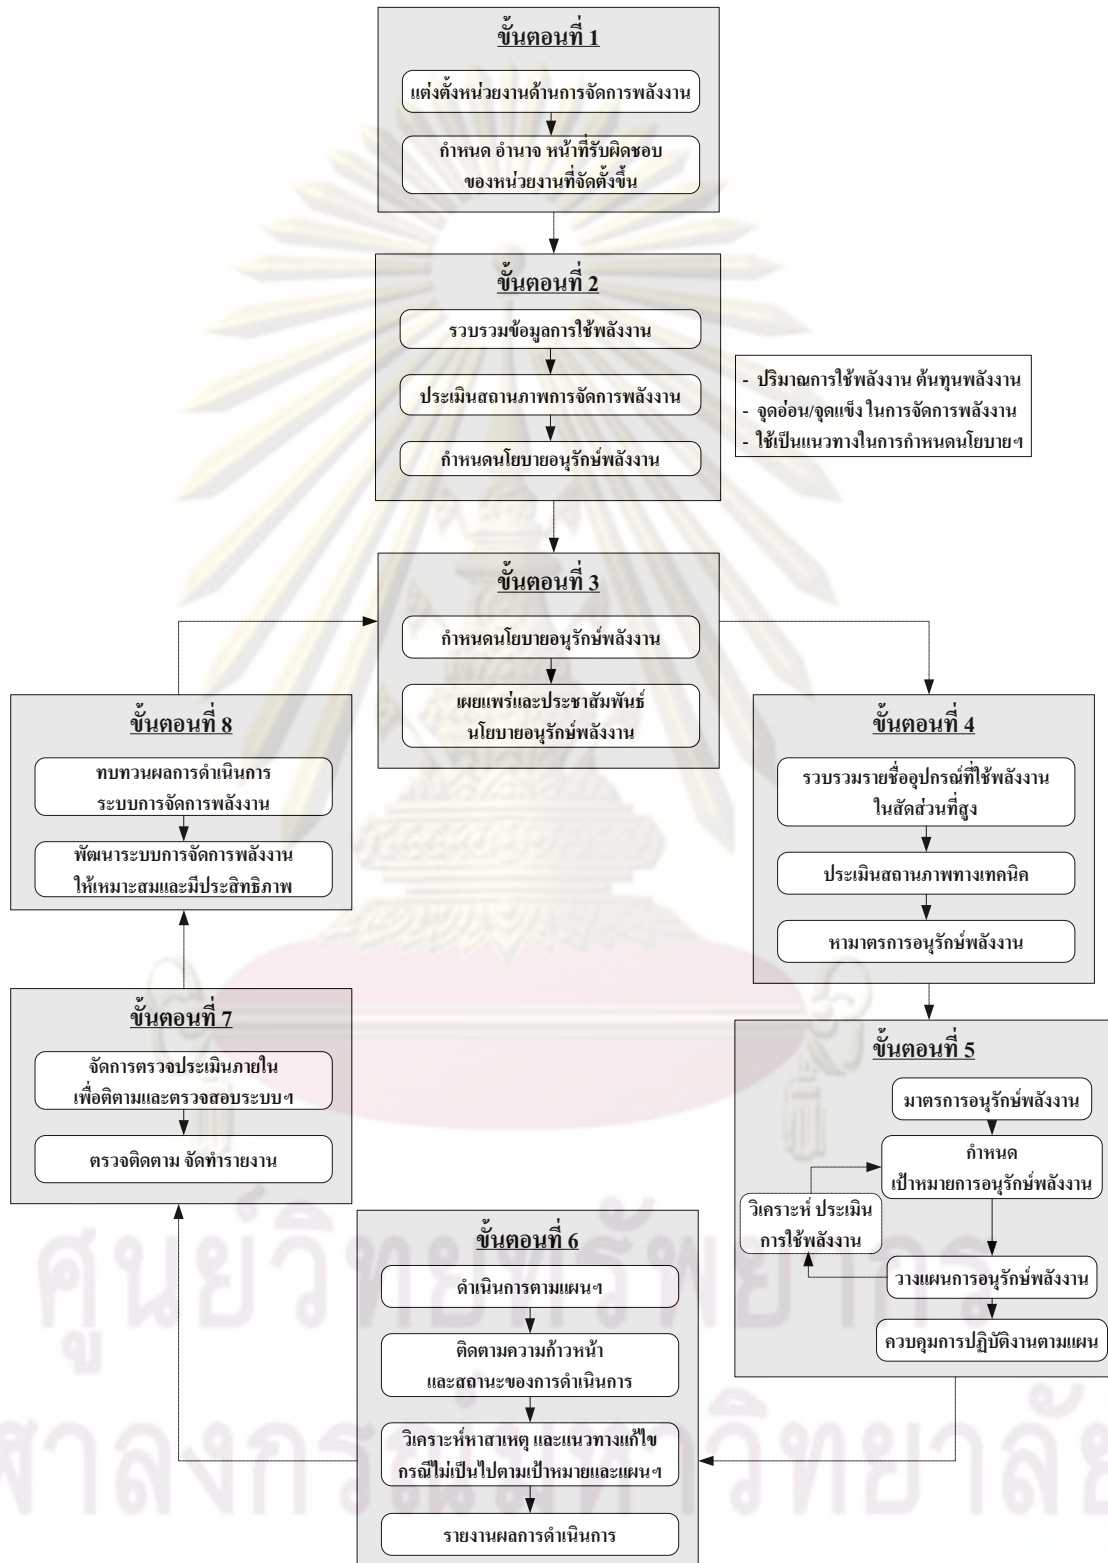 ขั้นตอนที่ 1
แต่งตั้งหน่วยงานด้านการจัดการพลังงาน
กำหนด อำนาจ หน้าที่รับผิดชอบ
ของหน่วยงานที่จัดตั้งขึ้น
ขั้นตอนที่ 2
รวบรวมข้อมูลการใช้พลังงาน
ประเมินสถานภาพการจัดการพลังงาน
กำหนดนโยบายอนุรักษ์พลังงาน
- ปริมาณการใช้พลังงาน ต้นทุนพลังงาน
- จุดอ่อน/จุดแข็ง ในการจัดการพลังงาน
- ใช้เป็นแนวทางในการกำหนดนโยบายฯ
ขั้นตอนที่ 3
กำหนดนโยบายอนุรักษ์พลังงาน
เผยแพร่และประชาสัมพันธ์
นโยบายอนุรักษ์พลังงาน
ขั้นตอนที่ 4
รวบรวมรายชื่ออุปกรณ์ที่ใช้พลังงาน
ในสัดส่วนที่สูง
ประเมินสถานภาพทางเทคนิค
หามาตรการอนุรักษ์พลังงาน
ขั้นตอนที่ 5
มาตรการอนุรักษ์พลังงาน
กำหนด
เป้าหมายการอนุรักษ์พลังงาน
วิเคราะห์ ประเมิน
การใช้พลังงาน
วางแผนการอนุรักษ์พลังงาน
ควบคุมการปฏิบัติงานตามแผน
ขั้นตอนที่ 6
ดำเนินการตามแผนฯ
ติดตามความก้าวหน้า
และสถานะของการดำเนินการ
วิเคราะห์หาสาเหตุ และแนวทางแก้ไข
กรณีไม่เป็นไปตามเป้าหมายและแผนฯ
รายงานผลการดำเนินการ
ขั้นตอนที่ 7
จัดการตรวจประเมินภายใน
เพื่อติตามและตรวจสอบระบบฯ
ตรวจติดตาม จัดทำรายงาน
ขั้นตอนที่ 8
ทบทวนผลการดำเนินการ
ระบบการจัดการพลังงาน
พัฒนาระบบการจัดการพลังงาน
ให้เหมาะสมและมีประสิทธิภาพ
ศูนย์วิทยทรัพยากร
ฬาลงกรณ์มหาวิทยาลัย